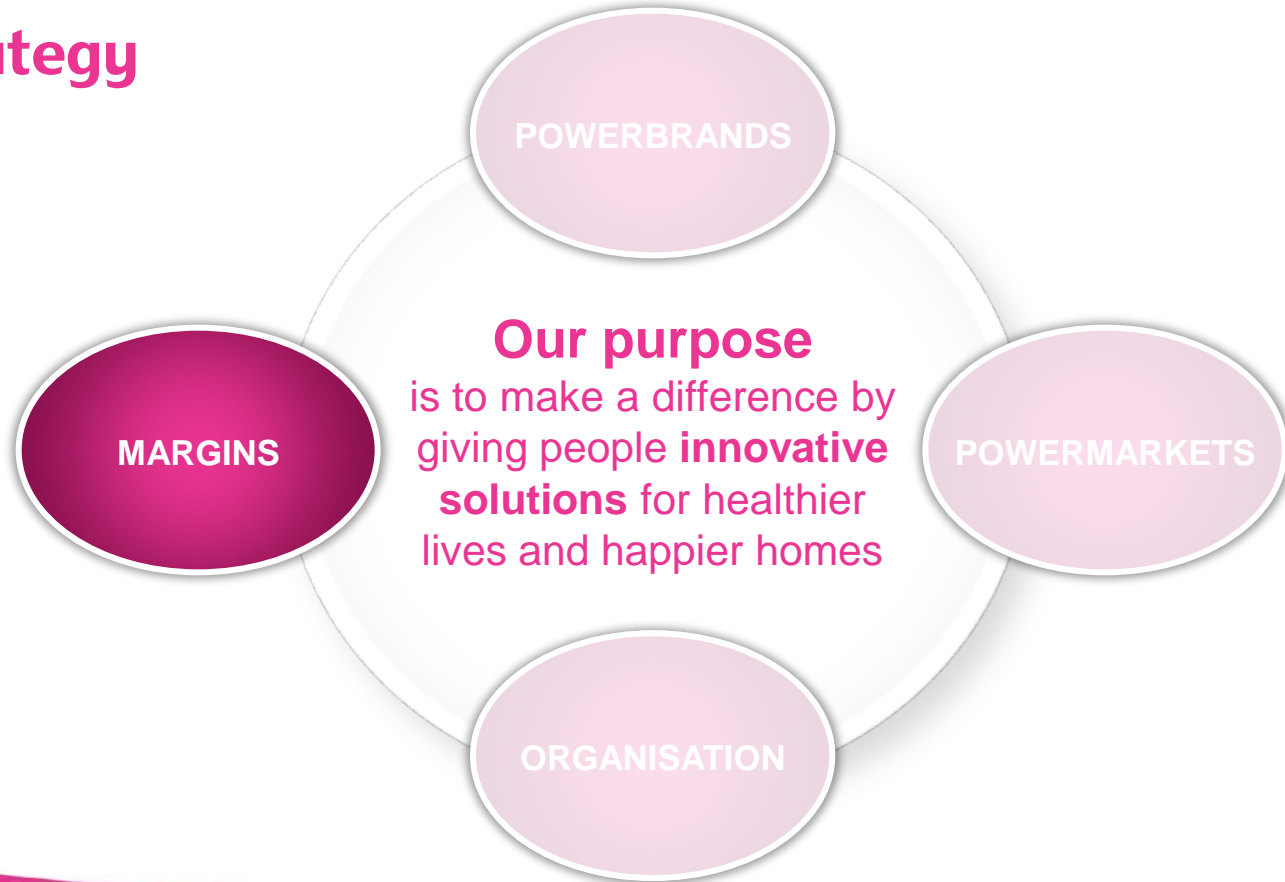 ategy
POWERBRANDS
Our purpose
is to make a difference by
giving people innovative
solutions for healthier
lives and happier homes
MARGINS
POWERMARKETS
ORGANISATION